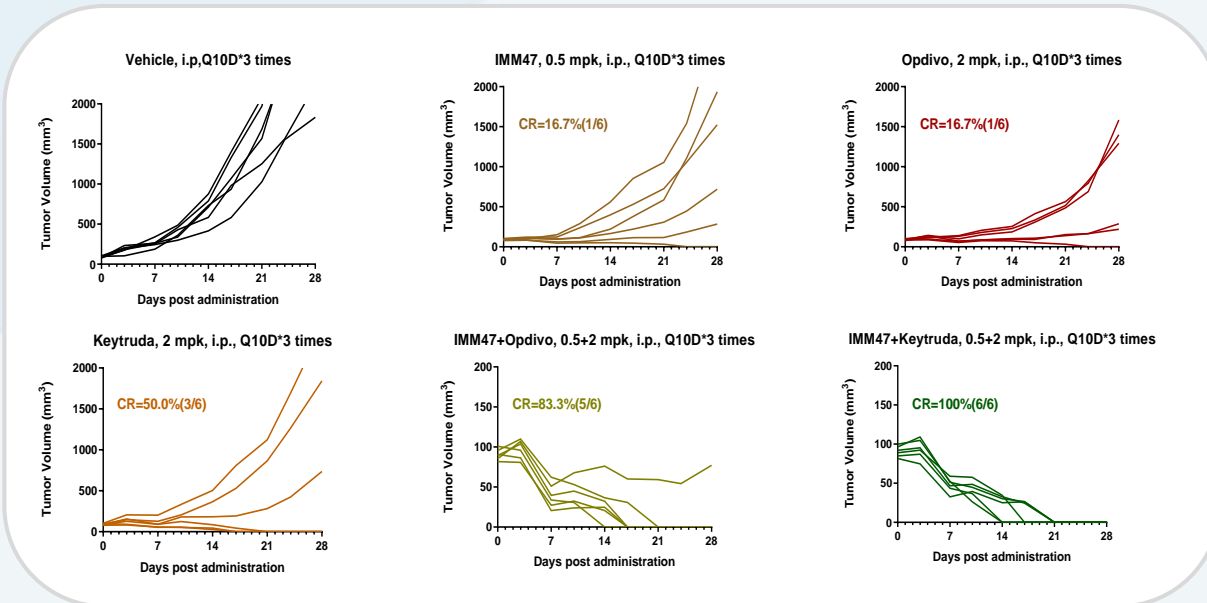 Vehicle, i.p,Q10D*3 times
Tumor Volume (mm3)
2000
1500
1000
500
0
0 7 14 21 28
Days post administration
IMM47, 0.5 mpk, i.p., Q10D*3 times
Tumor Volume (mm3)
2000
1500
1000
500
0
CR=16.7%(1/6)
0 7 14 21 28
Days post administration
Opdivo, 2 mpk, i.p., Q10D*3 times
Tumor Volume (mm3)
2000
1500
1000
500
0
CR=16.7%(1/6)
0 7 14 21 28
Days post administration
Keytruda, 2 mpk, i.p., Q10D*3 times
Tumor Volume (mm3)
2000
1500
1000
500
0
CR=50.0%(3/6)
0 7 14 21 28
Days post administration
IMM47+Opdivo, 0.5+2 mpk, i.p., Q10D*3 times
Tumor Volume (mm3)
200
150
100
50
0
CR=83.3%(5/6)
0 7 14 21 28
Days post administration
IMM47+Keytruda, 0.5+2 mpk, i.p., Q10D*3 times
Tumor Volume (mm3)
200
150
100
50
0
CR=100%(6/6)
0 7 14 21 28
Days post administration